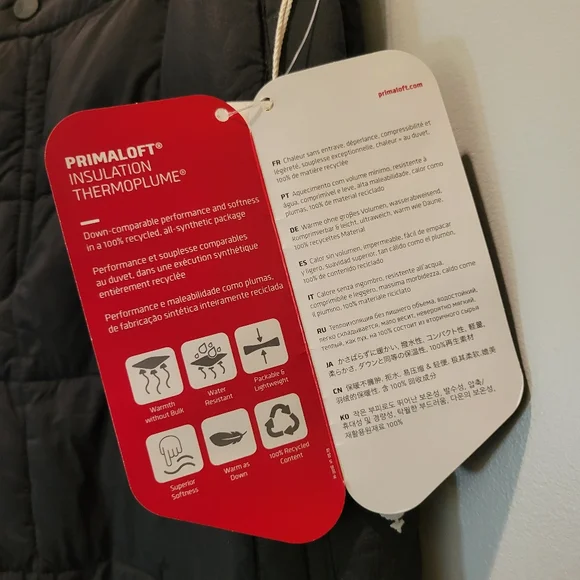 PRIMALOFT®
INSULATION
THERMOPLUME®
Down-comparable performance and softness
in a 100% recycled, all-synthetic package
Performance et souplesse comparables
au duvet, dans une exécution synthétique
entièrement recyclée
Performance e maleabilidade como plumas,
de fabricação sintética inteiramente reciclada
Warmth
without Bulk
Water
Resistant
Packable &
Lightweight
Superior
Softness
Warm as
Down
100% Recycled
Content
primaloft.com
FR Chaleur sans entrave, déperlance, compressibilité et
légèreté, souplesse exceptionnelle, chaleur = au duvet,
100% de matière recyclée
PT Aquecimento com volume mínimo, resistente à
água, comprimível e leve, alta maleabilidade, calor como
plumas, 100% de material reciclado
DE Wärme ohne großes Volumen, wasserabweisend,
komprimierbar & leicht, ultraweich, warm wie Daune,
100% recyceltes Material
ES Calor sin volumen, impermeable, fácil de empacar
y ligero, suavidad superior, tan cálido como el plumón,
100% de contenido reciclado
IT Calore senza ingombro, resistente all'acqua,
comprimibile e leggero, massima morbidezza, caldo come
il piumino, 100% materiale riciclato
RU Теплоизоляция без лишнего объёма, водостойкий,
легко складывается, мало весит, невероятно мягкий,
теплый, как пух, на 100% состоит из вторичного сырья
JA かさばらずに暖かい, 撥水性, コンパクト性, 軽量,
柔らかさ, ダウンと同等の保温性, 100%再生素材
CN 保暖不臃肿, 拒水, 易压缩 & 轻便, 极其柔软, 媲美
羽绒的保暖性, 含 100% 回收成分
KO 작은 부피로도 뛰어난 보온성, 발수성, 압축/
휴대성 및 경량성, 탁월한 부드러움, 다운의 보온성,
재활용원재료 100%